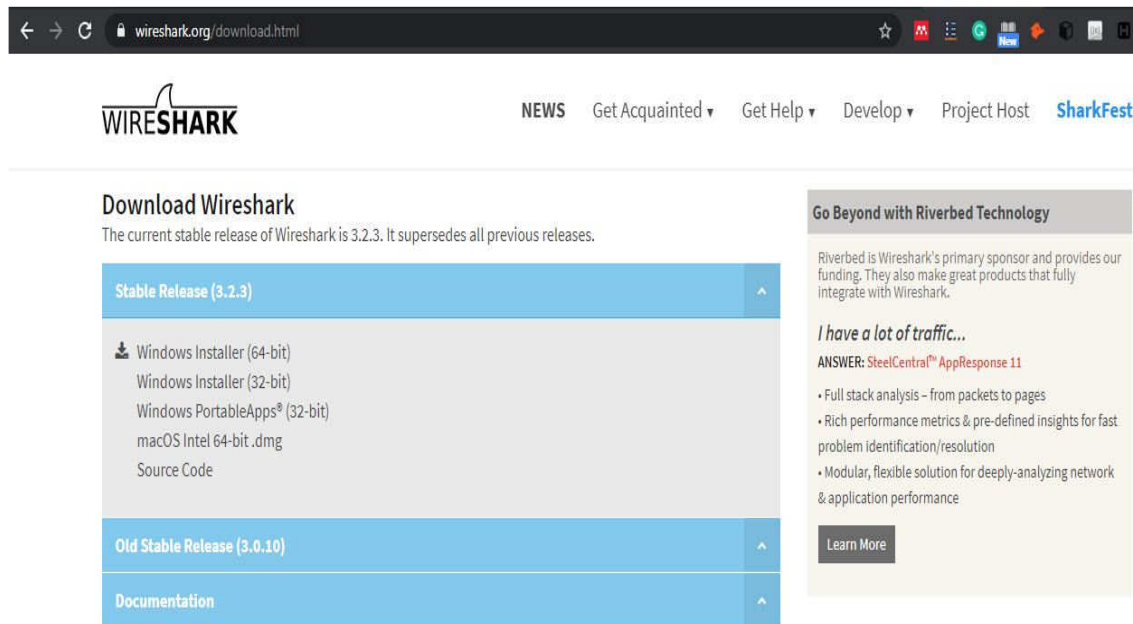 wireshark.org/download.html
New
WIRESHARK
NEWS Get Acquainted ▾ Get Help ▾ Develop ▾ Project Host SharkFest
Download Wireshark
The current stable release of Wireshark is 3.2.3. It supersedes all previous releases.
Stable Release (3.2.3)
Windows Installer (64-bit)
Windows Installer (32-bit)
Windows PortableApps® (32-bit)
macOS Intel 64-bit .dmg
Source Code
Old Stable Release (3.0.10)
Documentation
Go Beyond with Riverbed Technology
Riverbed is Wireshark's primary sponsor and provides our
funding. They also make great products that fully
integrate with Wireshark.
I have a lot of traffic...
ANSWER: SteelCentral™ AppResponse 11
• Full stack analysis – from packets to pages
• Rich performance metrics & pre-defined insights for fast
problem identification/resolution
• Modular, flexible solution for deeply-analyzing network
& application performance
Learn More